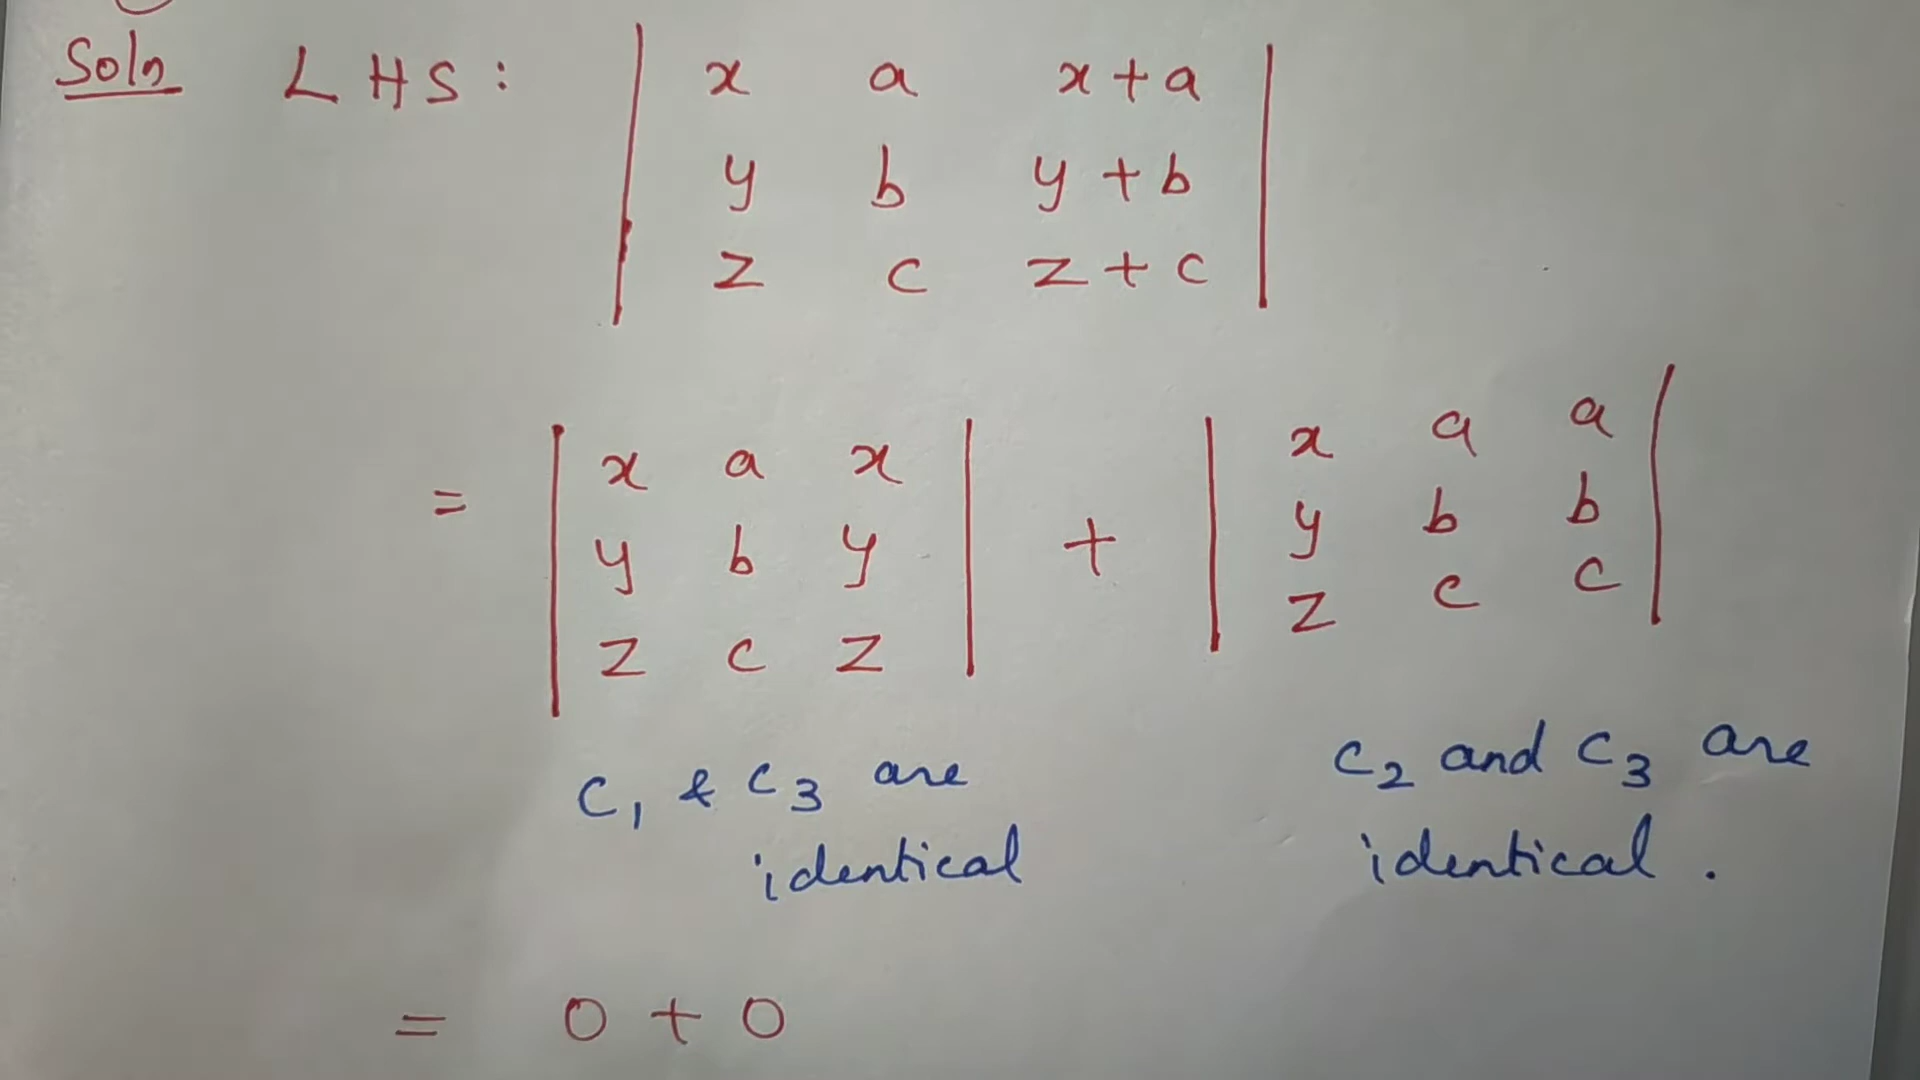 Soln LHS: | x a x+a |
| y b y+b |
| z c z+c |
= | x a x | + | x a a |
| y b y | | y b b |
| z c z | | z c c |
C₁ & C₃ are C₂ and C₃ are
identical identical.
= 0 + 0